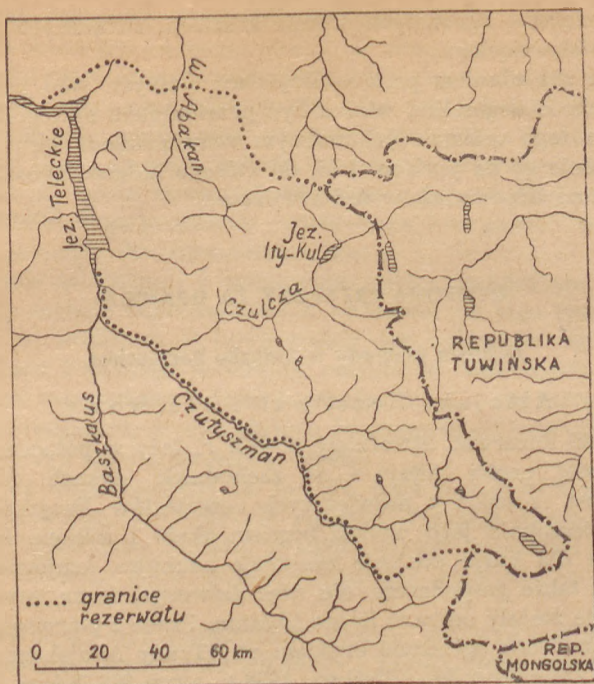 W. Abakan
Jez. Teleckie
Jez.
Ity-Kul
Czulcza
REPUBLIKA
TUWIŃSKA
Czułyszman
Baszkaus
granice
rezerwatu
0 20 40 60 km
REP.
MONGOLSKA